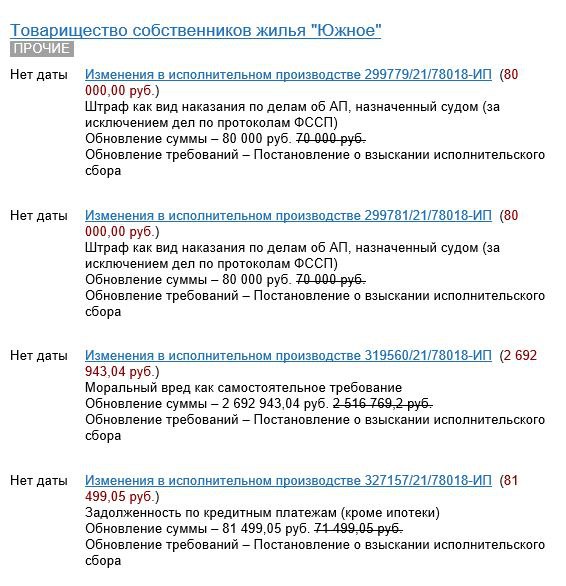 Товарищество собственников жилья "Южное"
ПРОЧИЕ
Нет даты Изменения в исполнительном производстве 299779/21/78018-ИП (80
000,00 руб.)
Штраф как вид наказания по делам об АП, назначенный судом (за
исключением дел по протоколам ФССП)
Обновление суммы – 80 000 руб. 70 000 руб.
Обновление требований – Постановление о взыскании исполнительского
сбора
Нет даты Изменения в исполнительном производстве 299781/21/78018-ИП (80
000,00 руб.)
Штраф как вид наказания по делам об АП, назначенный судом (за
исключением дел по протоколам ФССП)
Обновление суммы – 80 000 руб. 70 000 руб.
Обновление требований – Постановление о взыскании исполнительского
сбора
Нет даты Изменения в исполнительном производстве 319560/21/78018-ИП (2 692
943,04 руб.)
Моральный вред как самостоятельное требование
Обновление суммы – 2 692 943,04 руб. 2 516 769,2 руб.
Обновление требований – Постановление о взыскании исполнительского
сбора
Нет даты Изменения в исполнительном производстве 327157/21/78018-ИП (81
499,05 руб.)
Задолженность по кредитным платежам (кроме ипотеки)
Обновление суммы – 81 499,05 руб. 71 499,05 руб.
Обновление требований – Постановление о взыскании исполнительского
сбора